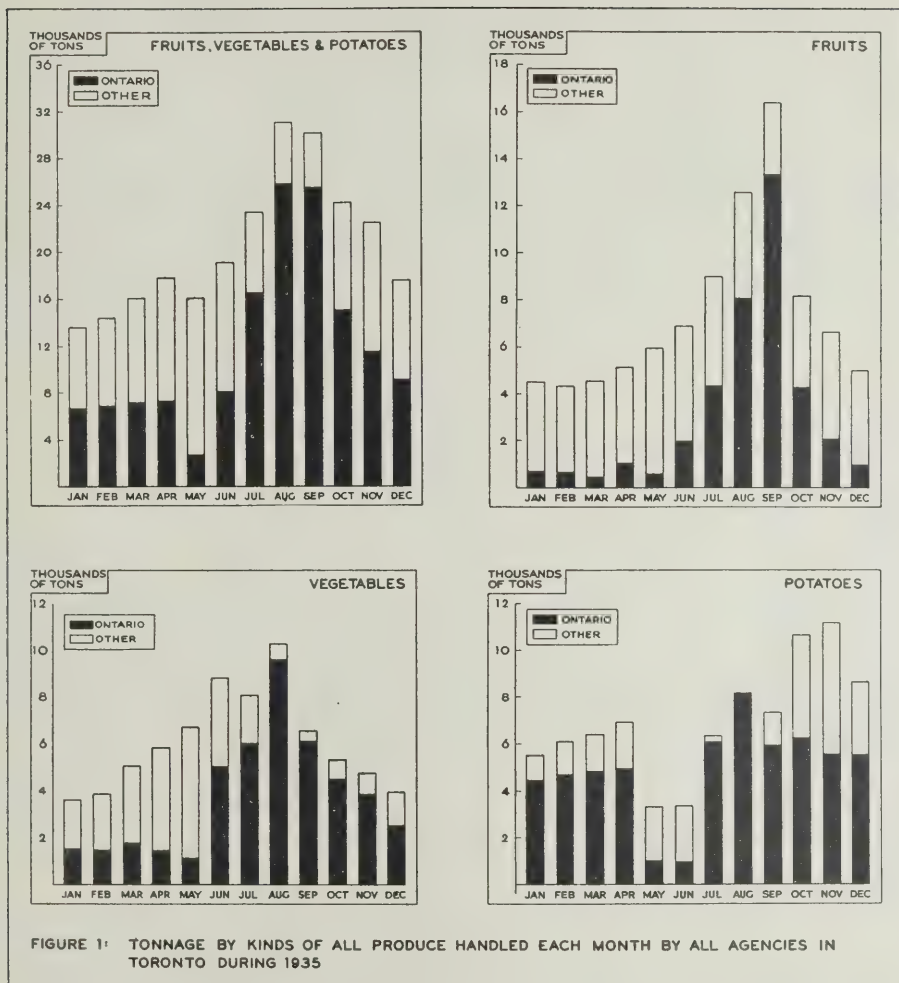 THOUSANDS
OF TONS
FRUITS, VEGETABLES & POTATOES
ONTARIO
OTHER
36
32
28
24
20
16
12
8
4
JAN FEB MAR APR MAY JUN JUL AUG SEP OCT NOV DEC
THOUSANDS
OF TONS
FRUITS
ONTARIO
OTHER
18
16
14
12
10
8
6
4
2
JAN FEB MAR APR MAY JUN JUL AUG SEP OCT NOV DEC
THOUSANDS
OF TONS
VEGETABLES
ONTARIO
OTHER
12
10
8
6
4
2
JAN FEB MAR APR MAY JUN JUL AUG SEP OCT NOV DEC
THOUSANDS
OF TONS
POTATOES
ONTARIO
OTHER
12
10
8
6
4
2
JAN FEB MAR APR MAY JUN JUL AUG SEP OCT NOV DEC
FIGURE 1: TONNAGE BY KINDS OF ALL PRODUCE HANDLED EACH MONTH BY ALL AGENCIES IN
TORONTO DURING 1935